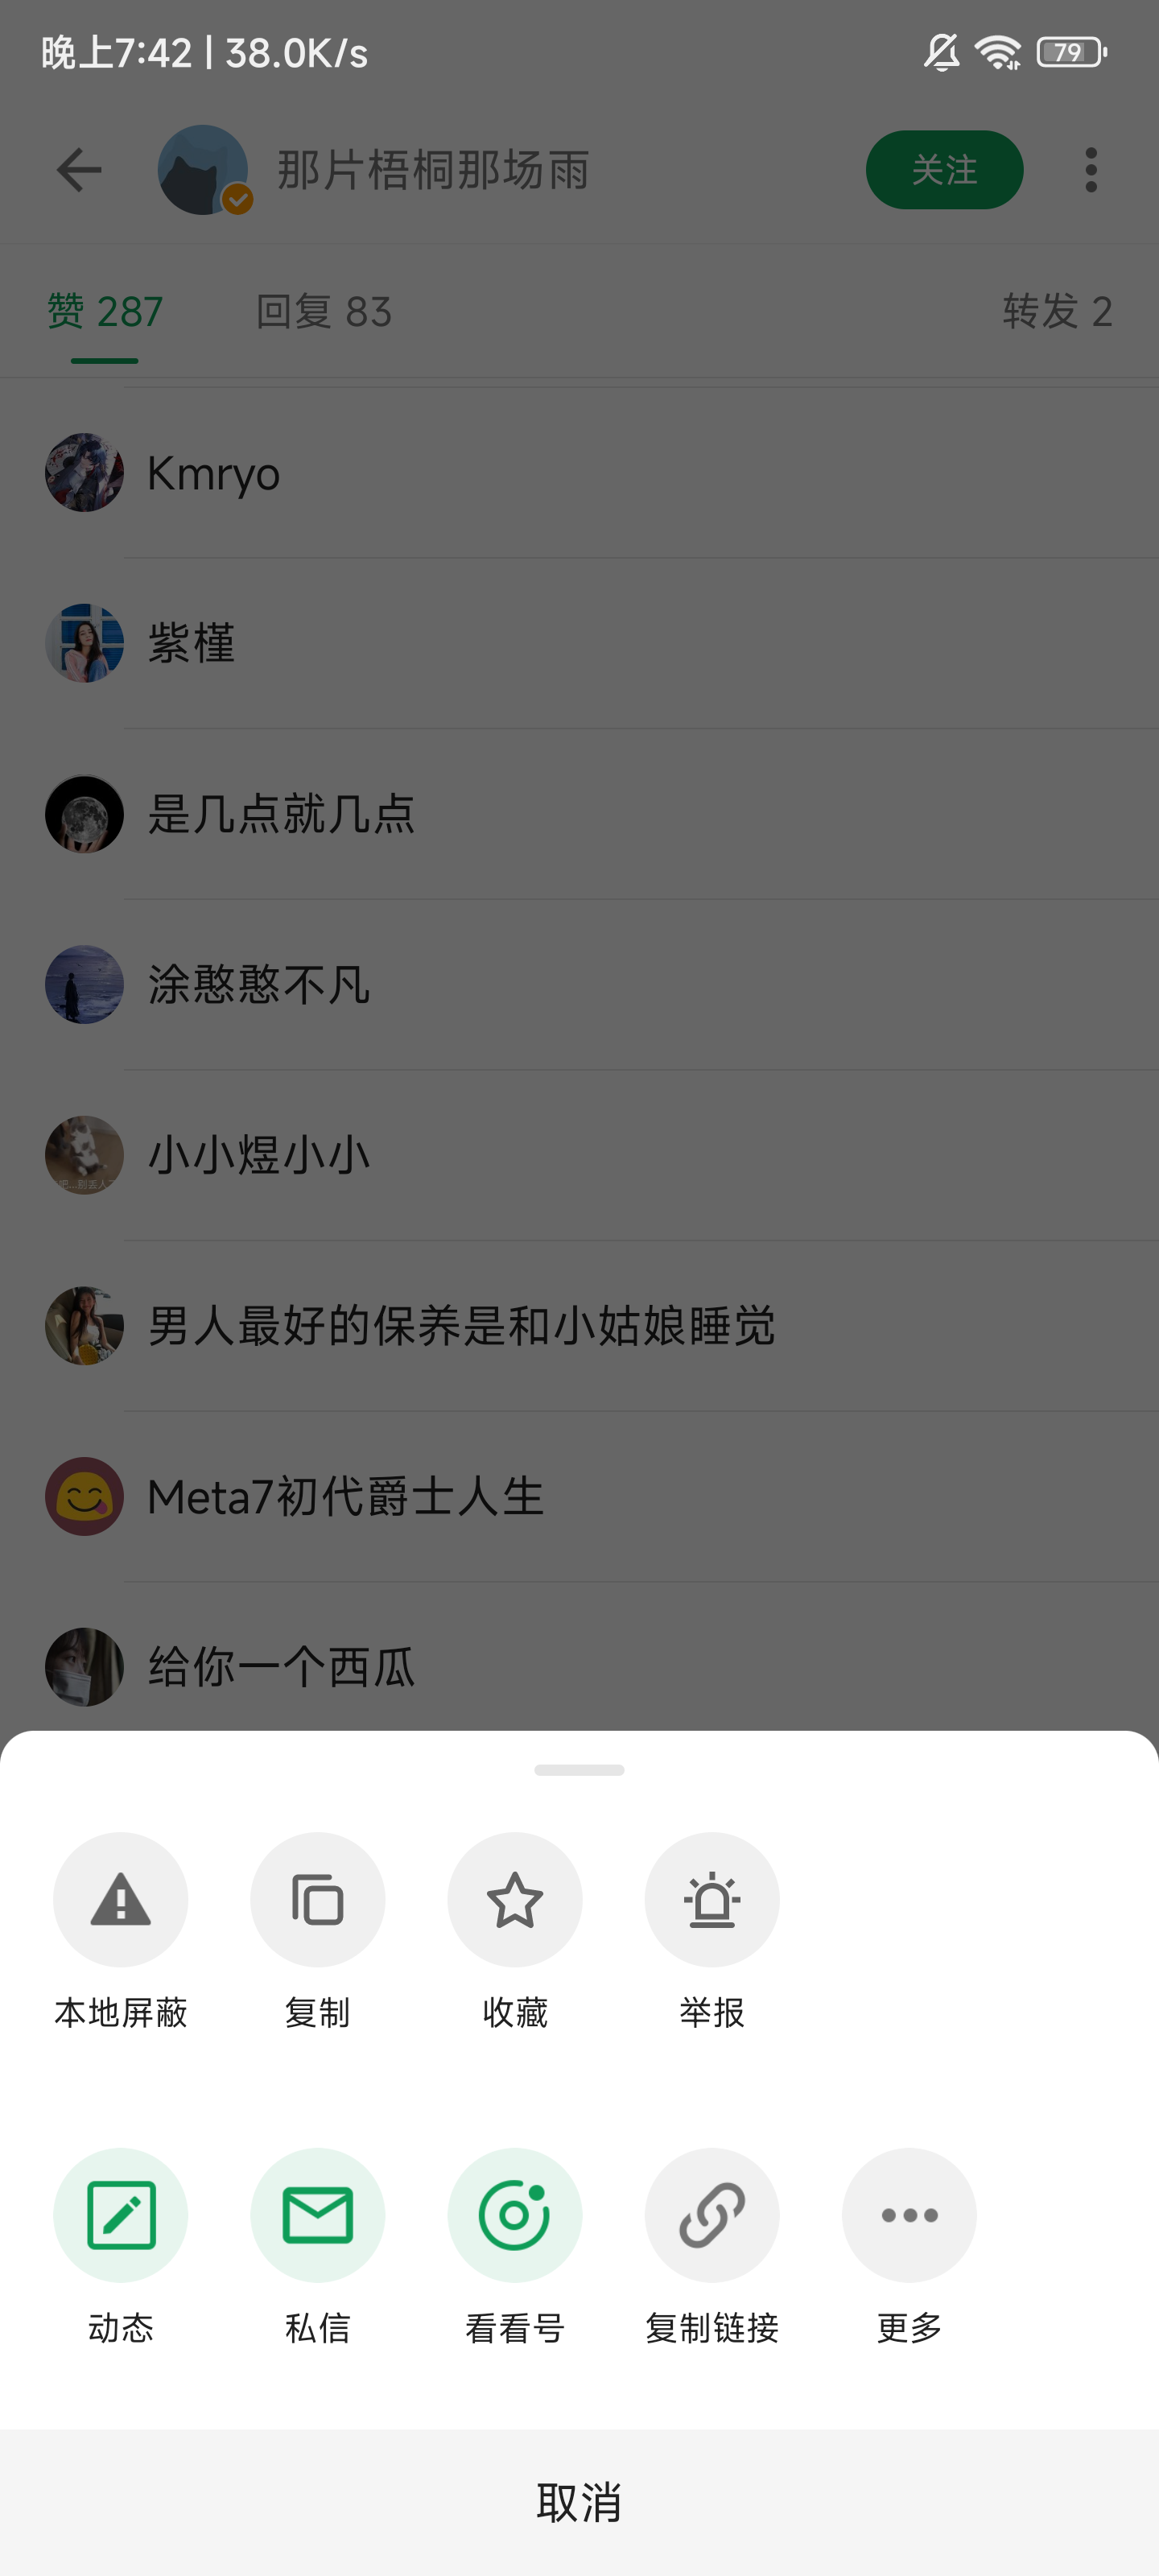 晚上7:42 | 38.0K/s
79
那片梧桐那场雨
关注
赞 287
回复 83
转发 2
Kmryo
紫槿
是几点就几点
涂憨憨不凡
小小煜小小
吧...别丢人
男人最好的保养是和小姑娘睡觉
Meta7初代爵士人生
给你一个西瓜
本地屏蔽
复制
收藏
举报
动态
私信
看看号
复制链接
更多
取消